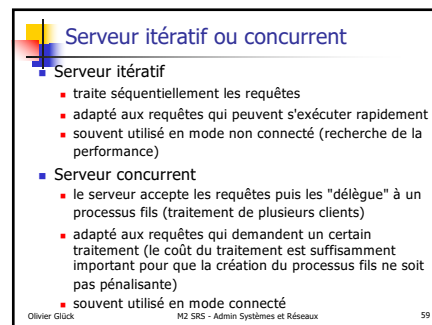 Serveur itératif ou concurrent
Serveur itératif
traite séquentiellement les requêtes
adapté aux requêtes qui peuvent s'exécuter rapidement
souvent utilisé en mode non connecté (recherche de la
performance)
Serveur concurrent
le serveur accepte les requêtes puis les "délègue" à un
processus fils (traitement de plusieurs clients)
adapté aux requêtes qui demandent un certain
traitement (le coût du traitement est suffisamment
important pour que la création du processus fils ne soit
pas pénalisante)
souvent utilisé en mode connecté
Olivier Glück M2 SRS - Admin Systèmes et Réseaux 59